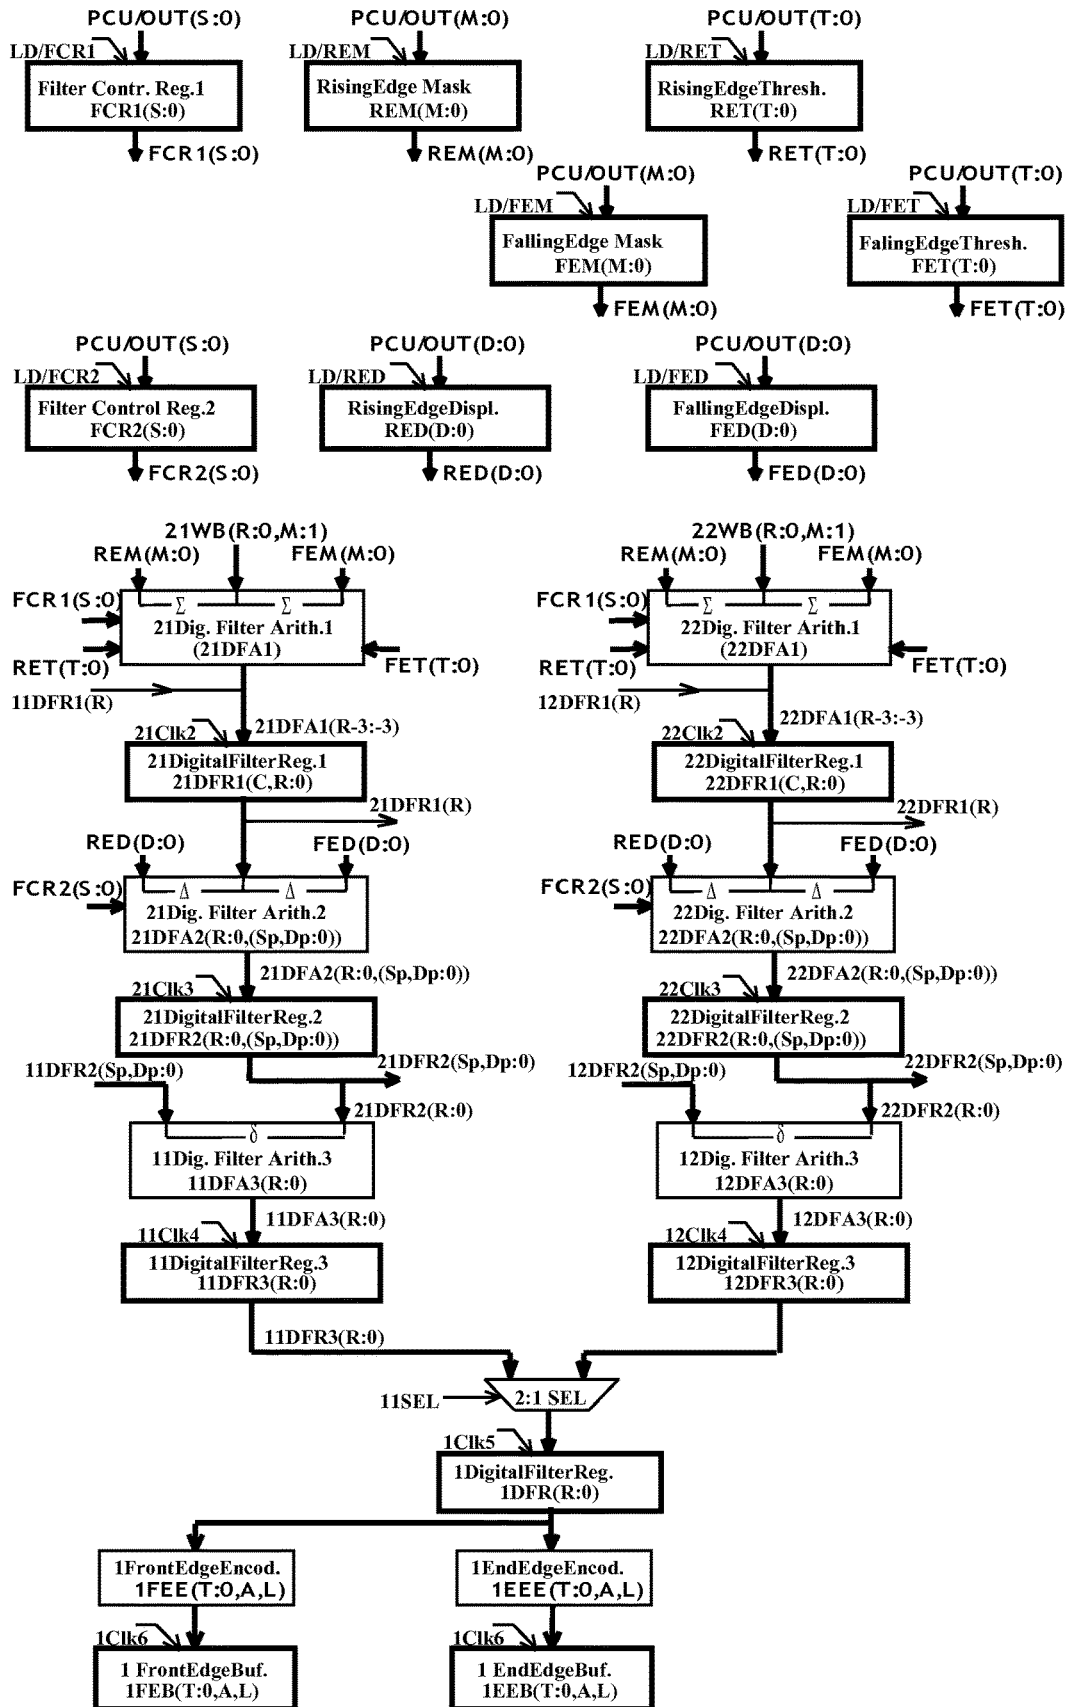 PCU/OUT(S:0)
PCU/OUT(M:0)
PCU/OUT(T:0)
LD/FCR1
LD/REM
LD/RET
Filter Contr. Reg.1
FCR1(S:0)
RisingEdge Mask
REM(M:0)
RisingEdgeThresh.
RET(T:0)
FCR1(S:0)
REM(M:0)
RET(T:0)
PCU/OUT(M:0)
PCU/OUT(T:0)
LD/FEM
LD/FET
FallingEdge Mask
FEM(M:0)
FalingEdgeThresh.
FET(T:0)
FEM(M:0)
FET(T:0)
PCU/OUT(S:0)
PCU/OUT(D:0)
PCU/OUT(D:0)
LD/FCR2
LD/RED
LD/FED
Filter Control Reg.2
FCR2(S:0)
RisingEdgeDispl.
RED(D:0)
FallingEdgeDispl.
FED(D:0)
FCR2(S:0)
RED(D:0)
FED(D:0)
21WB(R:0,M:1)
REM(M:0)
FEM(M:0)
FCR1(S:0)
Σ
Σ
21Dig. Filter Arith.1
(21DFA1)
RET(T:0)
FET(T:0)
11DFR1(R)
21DFA1(R-3:-3)
21Clk2
21DigitalFilterReg.1
21DFR1(C,R:0)
21DFR1(R)
RED(D:0)
FED(D:0)
FCR2(S:0)
Δ
Δ
21Dig. Filter Arith.2
21DFA2(R:0,(Sp,Dp:0))
21DFA2(R:0,(Sp,Dp:0))
21Clk3
21DigitalFilterReg.2
21DFR2(R:0,(Sp,Dp:0))
11DFR2(Sp,Dp:0)
21DFR2(Sp,Dp:0)
21DFR2(R:0)
δ
11Dig. Filter Arith.3
11DFA3(R:0)
11DFA3(R:0)
11Clk4
11DigitalFilterReg.3
11DFR3(R:0)
11DFR3(R:0)
22WB(R:0,M:1)
REM(M:0)
FEM(M:0)
FCR1(S:0)
Σ
Σ
22Dig. Filter Arith.1
(22DFA1)
RET(T:0)
FET(T:0)
12DFR1(R)
22DFA1(R-3:-3)
22Clk2
22DigitalFilterReg.1
22DFR1(C,R:0)
22DFR1(R)
RED(D:0)
FED(D:0)
FCR2(S:0)
Δ
Δ
22Dig. Filter Arith.2
22DFA2(R:0,(Sp,Dp:0))
22DFA2(R:0,(Sp,Dp:0))
22Clk3
22DigitalFilterReg.2
22DFR2(R:0,(Sp,Dp:0))
12DFR2(Sp,Dp:0)
22DFR2(Sp,Dp:0)
22DFR2(R:0)
δ
12Dig. Filter Arith.3
12DFA3(R:0)
12DFA3(R:0)
12Clk4
12DigitalFilterReg.3
12DFR3(R:0)
11SEL
2:1 SEL
1Clk5
1DigitalFilterReg.
1DFR(R:0)
1FrontEdgeEncod.
1FEE(T:0,A,L)
1EndEdgeEncod.
1EEE(T:0,A,L)
1Clk6
1Clk6
1 FrontEdgeBuf.
1FEB(T:0,A,L)
1 EndEdgeBuf.
1EEB(T:0,A,L)